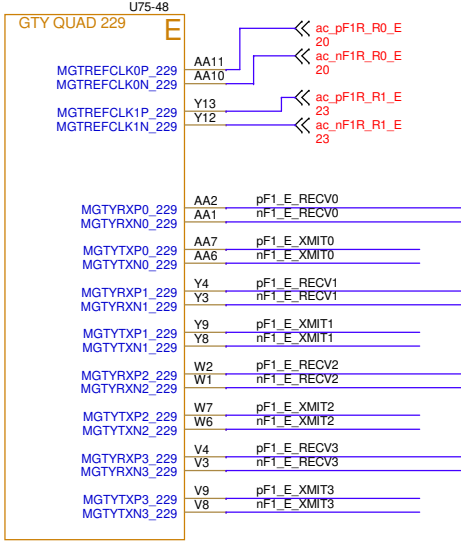 U75-48
GTY QUAD 229
E
MGTREFCLK0P_229 AA11 ac_pF1R_R0_E
20
MGTREFCLK0N_229 AA10 ac_nF1R_R0_E
20
MGTREFCLK1P_229 Y13 ac_pF1R_R1_E
23
MGTREFCLK1N_229 Y12 ac_nF1R_R1_E
23
MGTYRXP0_229 AA2 pF1_E_RECV0
MGTYRXN0_229 AA1 nF1_E_RECV0
MGTYTXP0_229 AA7 pF1_E_XMIT0
MGTYTXN0_229 AA6 nF1_E_XMIT0
MGTYRXP1_229 Y4 pF1_E_RECV1
MGTYRXN1_229 Y3 nF1_E_RECV1
MGTYTXP1_229 Y9 pF1_E_XMIT1
MGTYTXN1_229 Y8 nF1_E_XMIT1
MGTYRXP2_229 W2 pF1_E_RECV2
MGTYRXN2_229 W1 nF1_E_RECV2
MGTYTXP2_229 W7 pF1_E_XMIT2
MGTYTXN2_229 W6 nF1_E_XMIT2
MGTYRXP3_229 V4 pF1_E_RECV3
MGTYRXN3_229 V3 nF1_E_RECV3
MGTYTXP3_229 V9 pF1_E_XMIT3
MGTYTXN3_229 V8 nF1_E_XMIT3